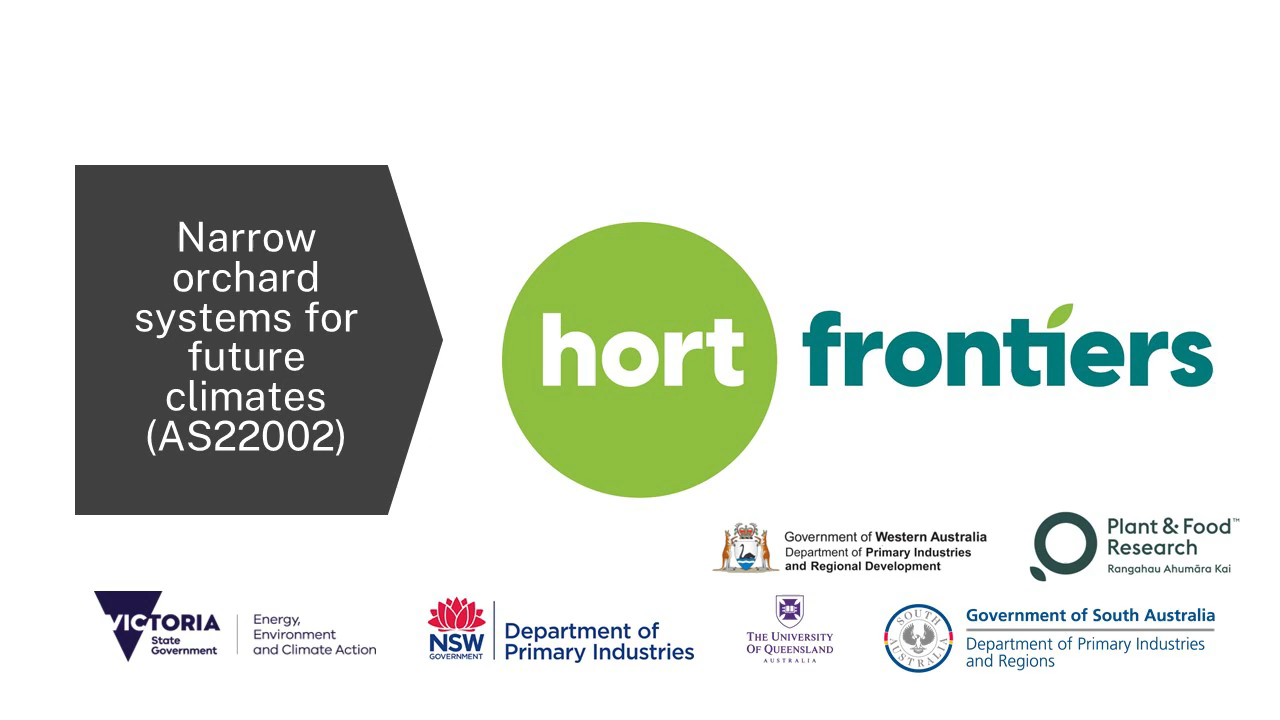 Narrow
orchard
systems for
future
climates
(AS22002)
hort frontiers
Government of Western Australia
Department of Primary Industries
and Regional Development
Plant & Food™
Research
Rangahau Ahumāra Kai
VICTORIA
State
Government
Energy,
Environment
and Climate Action
NSW
GOVERNMENT
Department of
Primary Industries
THE UNIVERSITY
OF QUEENSLAND
AUSTRALIA
SOUTH
AUSTRALIA
Government of South Australia
Department of Primary Industries
and Regions